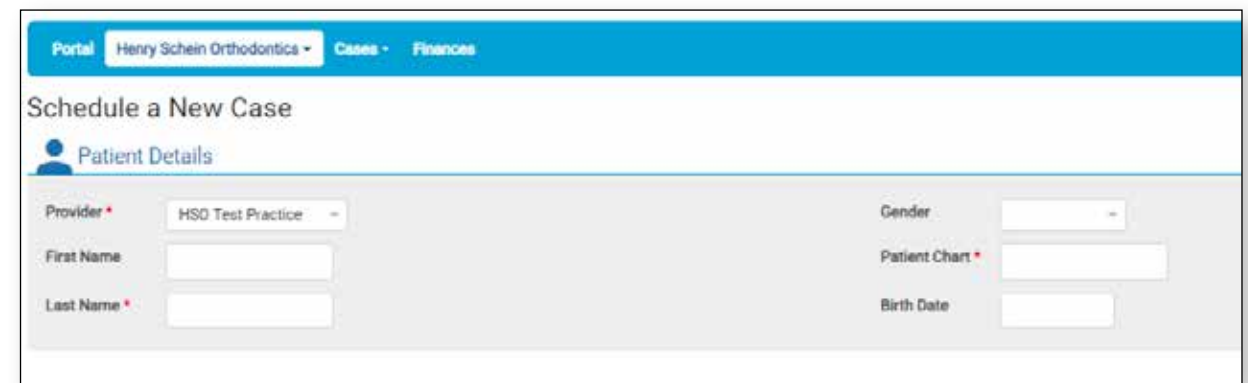 Portal Henry Schein Orthodontics Cases Finances
Schedule a New Case
Patient Details
Provider * HSO Test Practice Gender
First Name Patient Chart *
Last Name * Birth Date